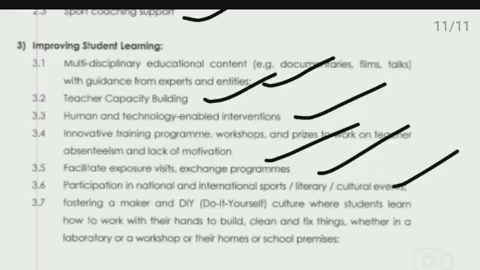 2.3 Sport coaching support
11/11
3) Improving Student Learning:
3.1 Multi-disciplinary educational content (e.g. documentaries, films, talks)
with guidance from experts and entities;
3.2 Teacher Capacity Building
3.3 Human and technology-enabled interventions
3.4 Innovative training programme, workshops, and prizes to work on teacher
absenteeism and lack of motivation
3.5 Facilitate exposure visits, exchange programmes
3.6 Participation in national and international sports / literary / cultural events;
3.7 fostering a maker and DIY (Do-It-Yourself) culture where students learn
how to work with their hands to build, clean and fix things, whether in a
laboratory or a workshop or their homes or school premises;